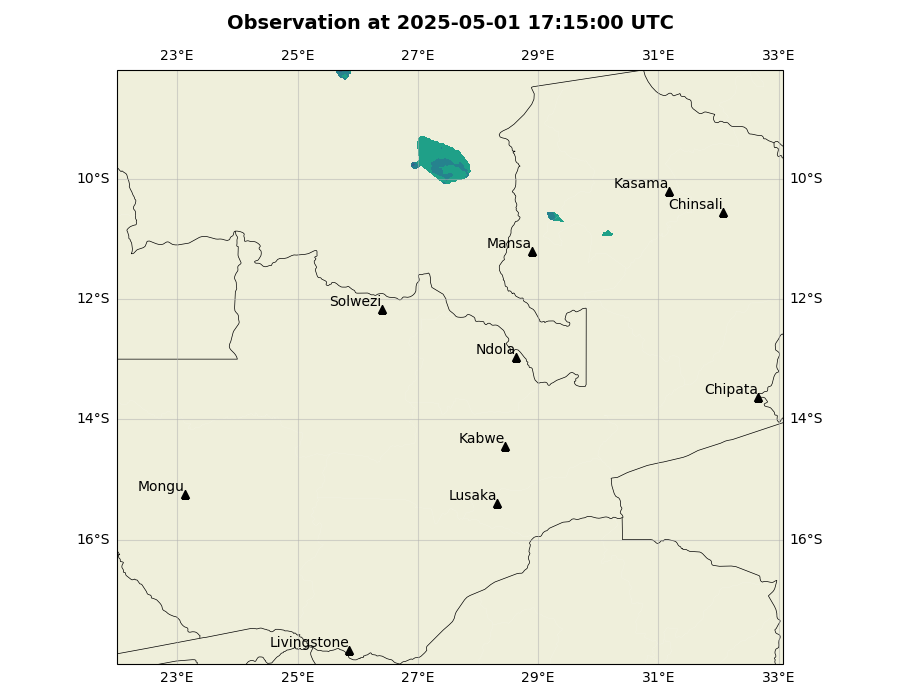 Observation at 2025-05-01 17:15:00 UTC
23°E 25°E 27°E 29°E 31°E 33°E
10°S 10°S
Kasama
Chinsali
Mansa
12°S 12°S
Solwezi
Ndola
Chipata
14°S 14°S
Kabwe
Mongu
Lusaka
16°S 16°S
Livingstone
23°E 25°E 27°E 29°E 31°E 33°E